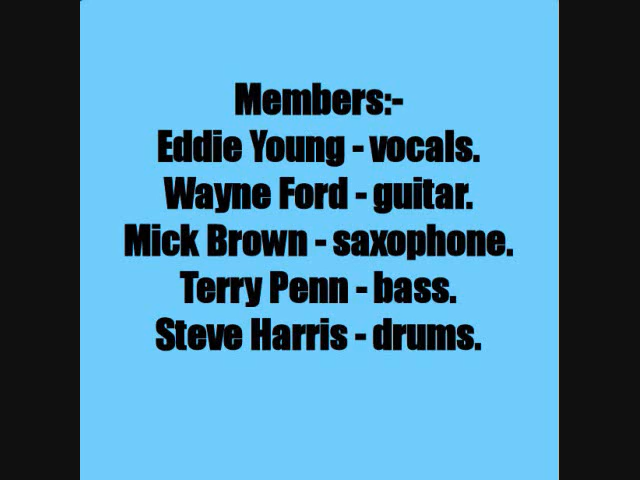 Members:-
Eddie Young - vocals.
Wayne Ford - guitar.
Mick Brown - saxophone.
Terry Penn - bass.
Steve Harris - drums.